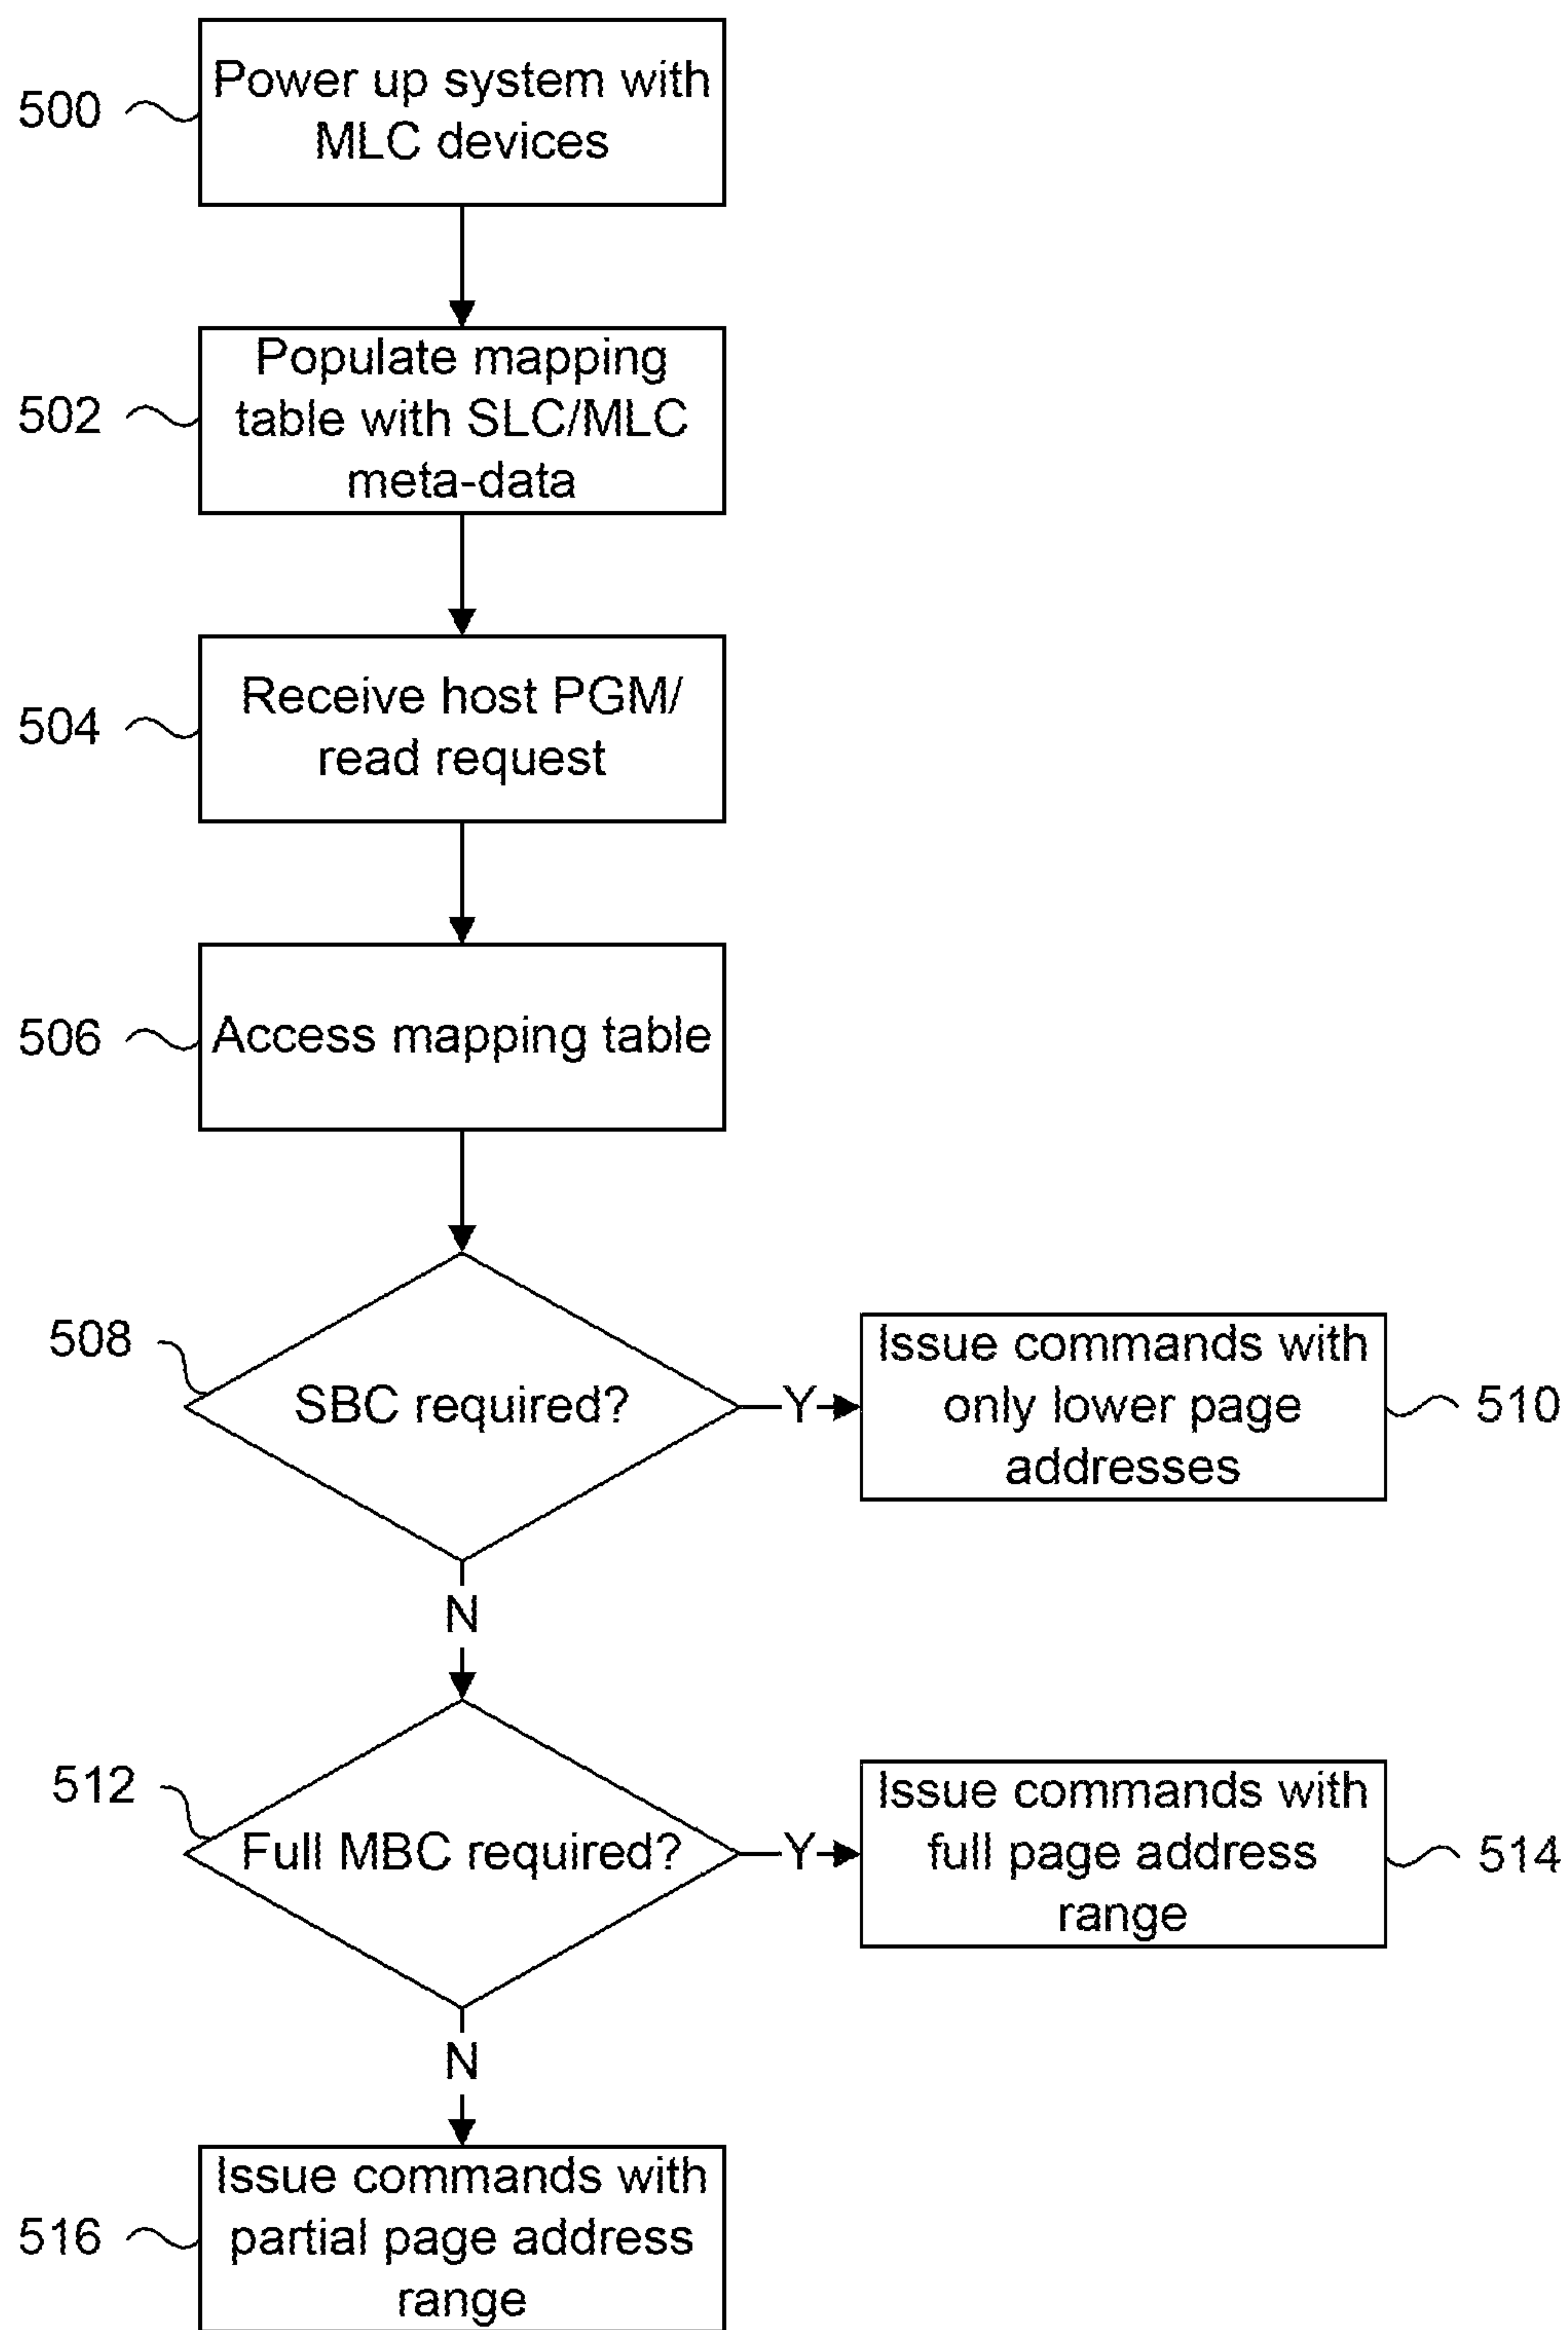 500
Power up system with
MLC devices
502
Populate mapping
table with SLC/MLC
meta-data
504
Receive host PGM/
read request
506
Access mapping table
508
SBC required?
Y
Issue commands with
only lower page
addresses
510
N
512
Full MBC required?
Y
Issue commands with
full page address
range
514
N
516
Issue commands with
partial page address
range